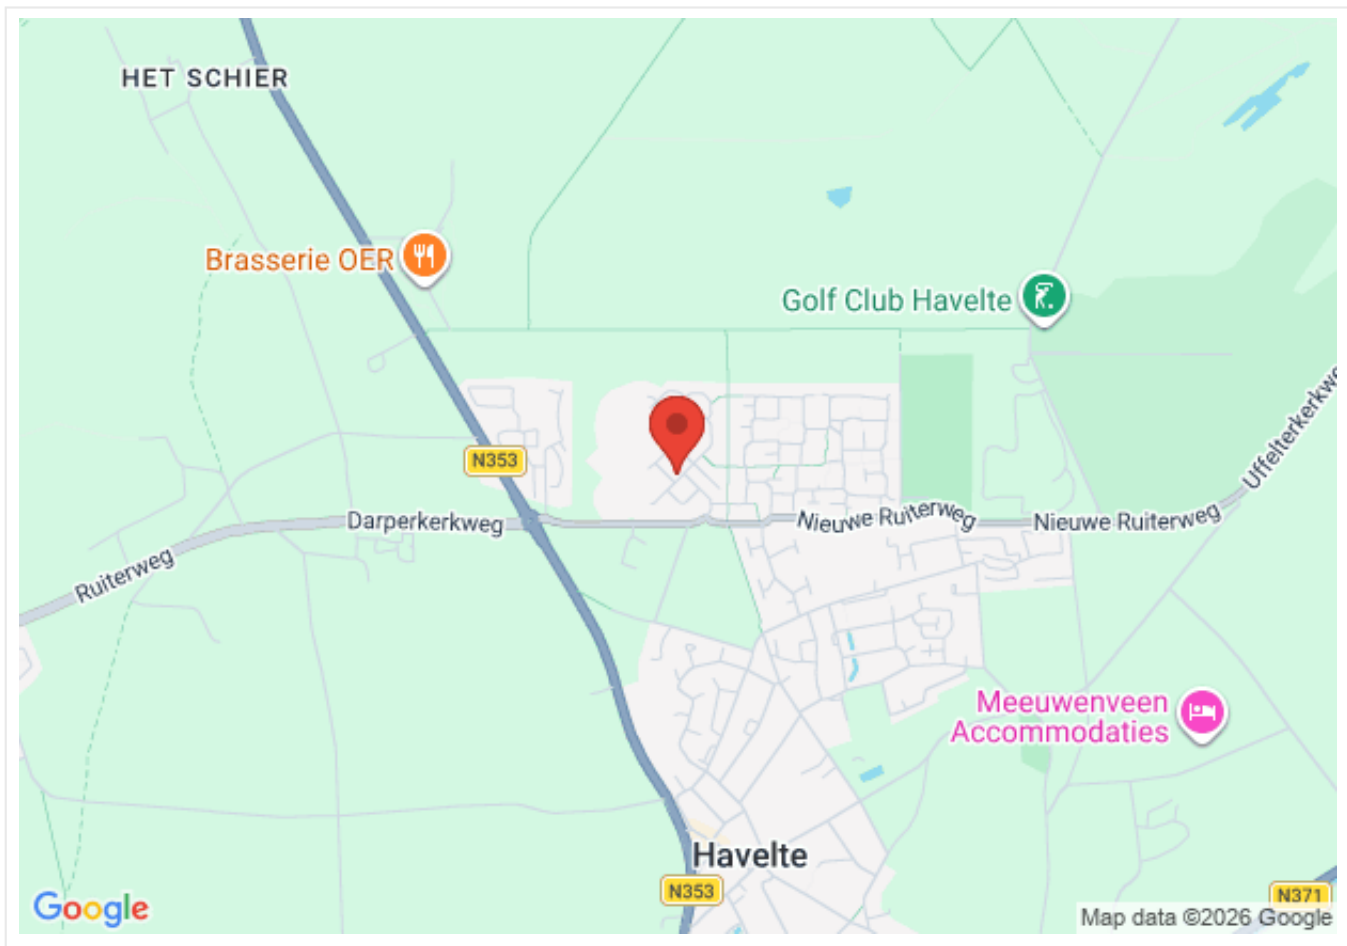 HET SCHIER
Brasserie OER
Golf Club Havelte
Uffelterkerkwe
N353
Darperkerkweg
Nieuwe Ruiterweg
Nieuwe Ruiterweg
Ruiterweg
Meeuwenveen
Accommodaties
Havelte
N353
N371
Google
Map data ©2026 Google